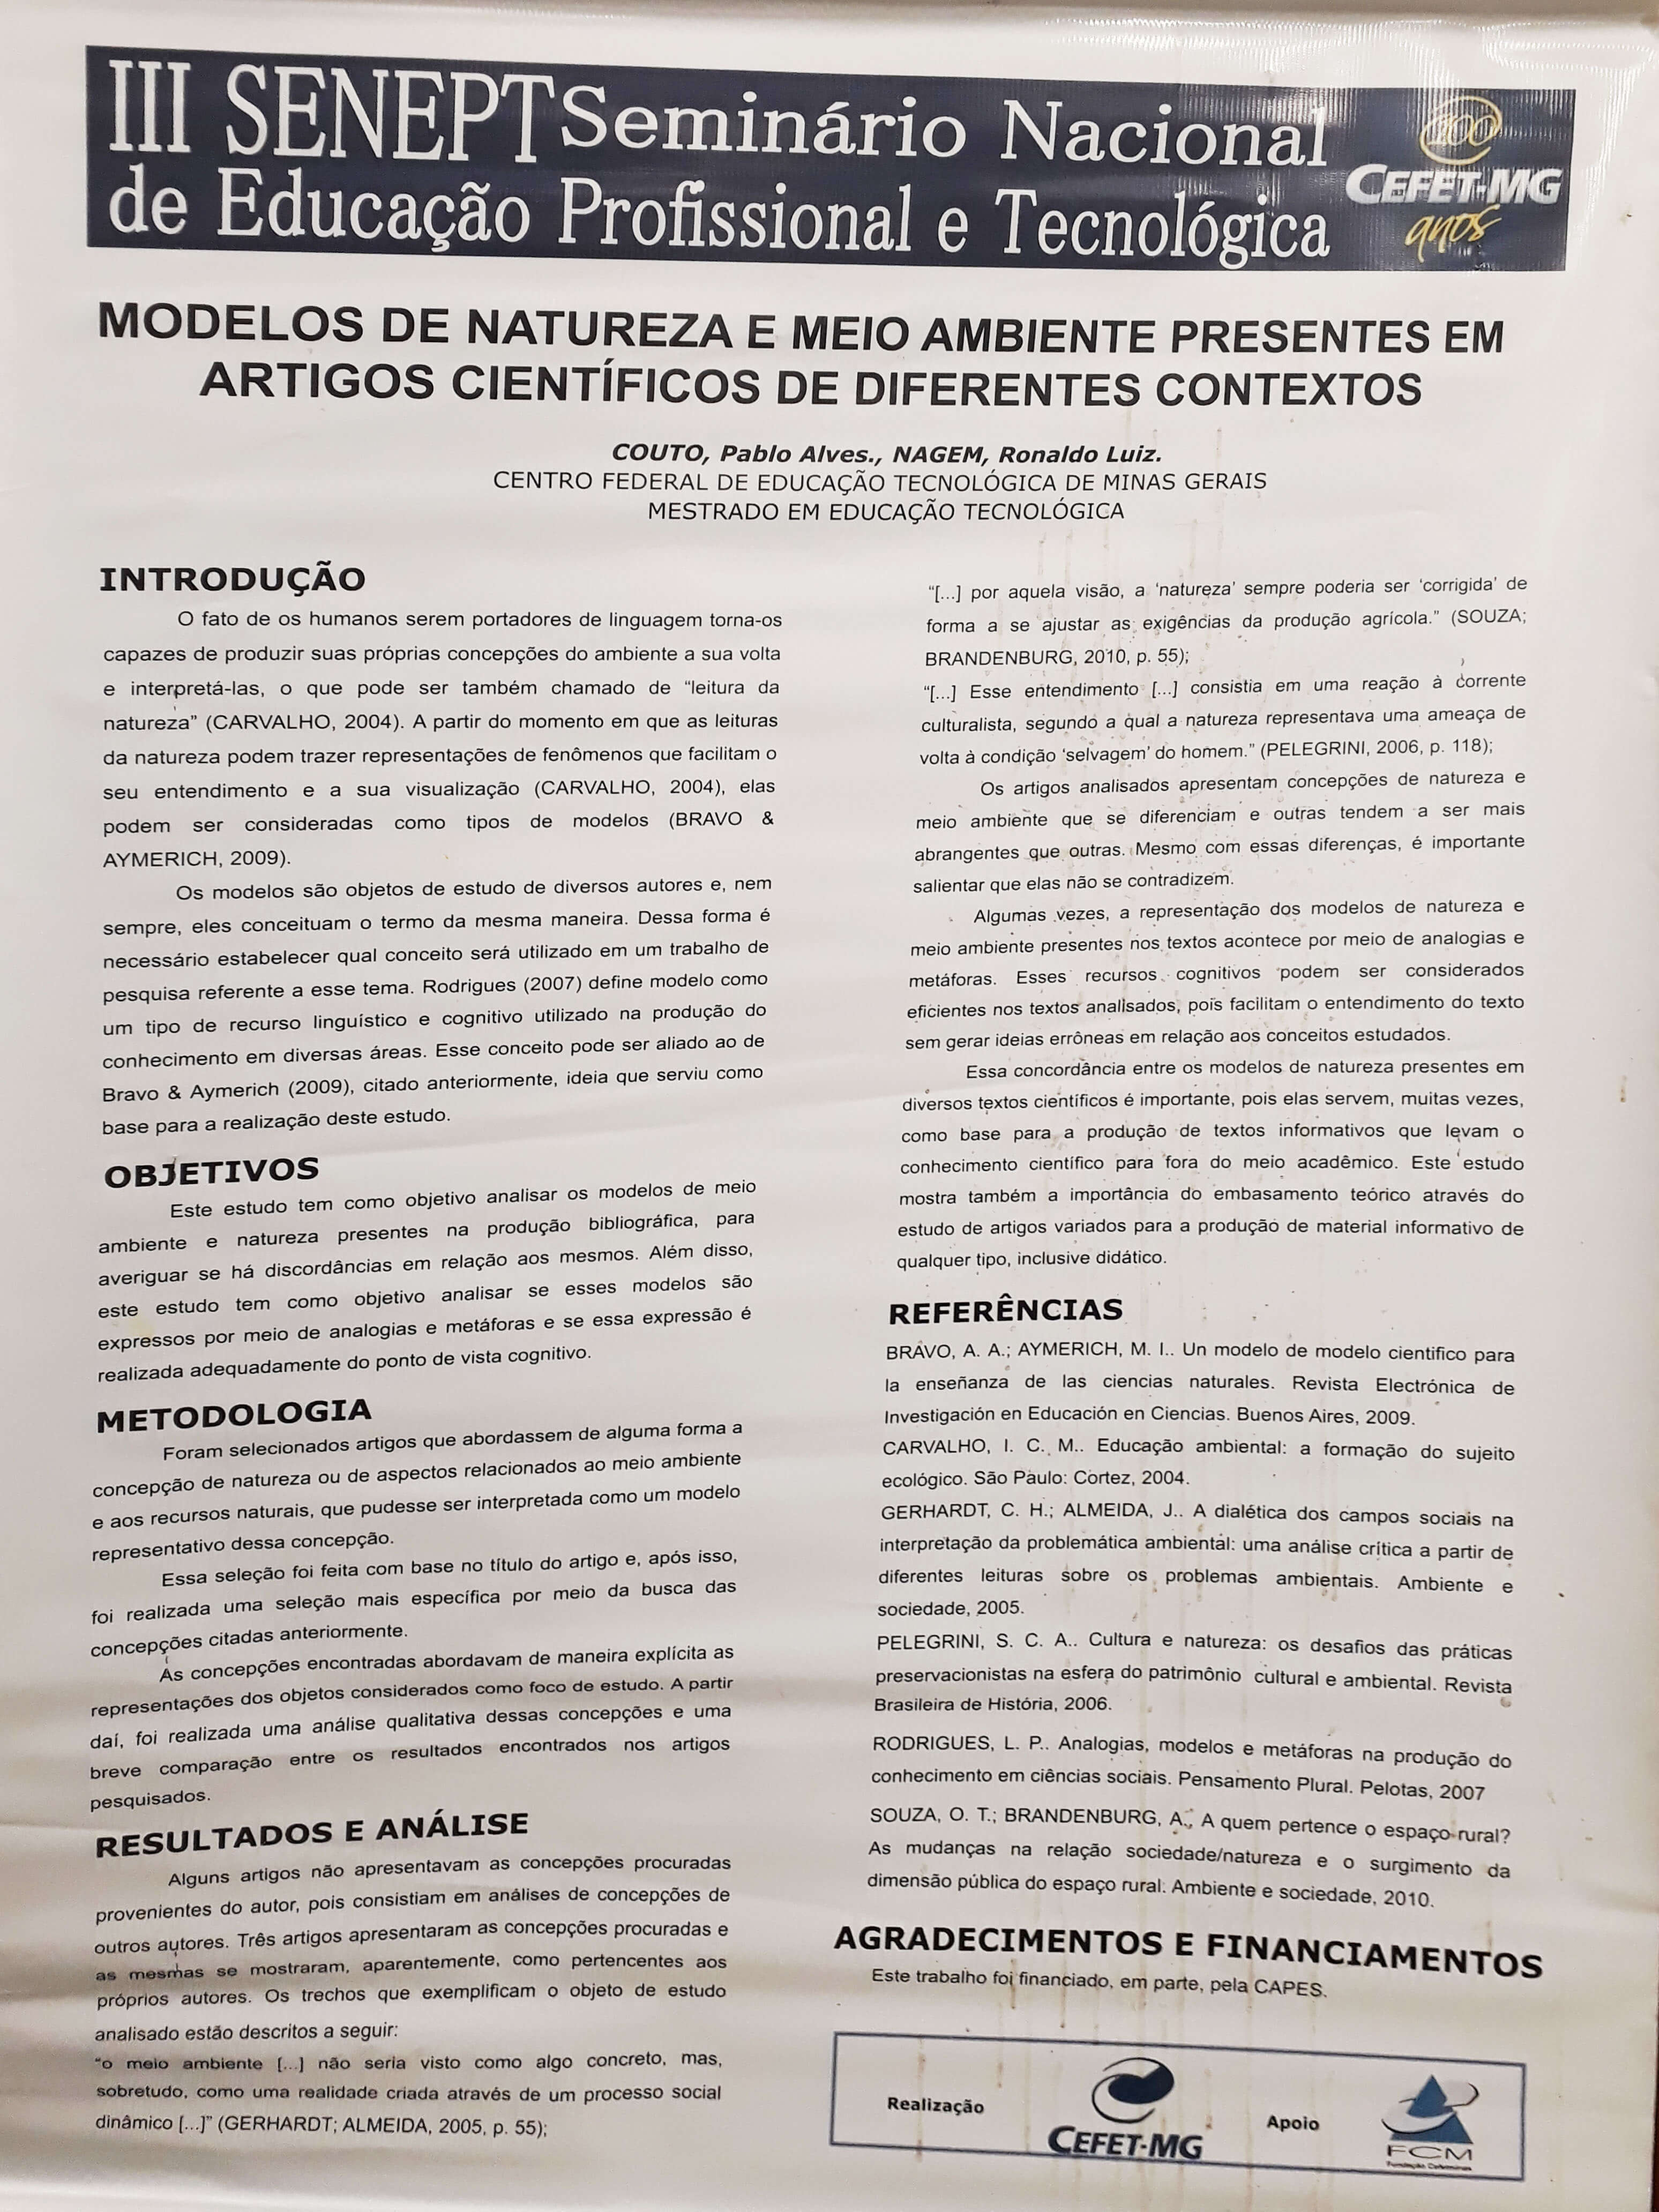 III SENEPT Seminário Nacional
de Educação Profissional e Tecnológica
100
CEFET-MG
anos
MODELOS DE NATUREZA E MEIO AMBIENTE PRESENTES EM
ARTIGOS CIENTÍFICOS DE DIFERENTES CONTEXTOS
COUTO, Pablo Alves., NAGEM, Ronaldo Luiz.
CENTRO FEDERAL DE EDUCAÇÃO TECNOLÓGICA DE MINAS GERAIS
MESTRADO EM EDUCAÇÃO TECNOLÓGICA
INTRODUÇÃO
O fato de os humanos serem portadores de linguagem torna-os
capazes de produzir suas próprias concepções do ambiente a sua volta
e interpretá-las, o que pode ser também chamado de “leitura da
natureza” (CARVALHO, 2004). A partir do momento em que as leituras
da natureza podem trazer representações de fenômenos que facilitam o
seu entendimento e a sua visualização (CARVALHO, 2004), elas
podem ser consideradas como tipos de modelos (BRAVO &
AYMERICH, 2009).
Os modelos são objetos de estudo de diversos autores e, nem
sempre, eles conceituam o termo da mesma maneira. Dessa forma é
necessário estabelecer qual conceito será utilizado em um trabalho de
pesquisa referente a esse tema. Rodrigues (2007) define modelo como
um tipo de recurso linguístico e cognitivo utilizado na produção do
conhecimento em diversas áreas. Esse conceito pode ser aliado ao de
Bravo & Aymerich (2009), citado anteriormente, ideia que serviu como
base para a realização deste estudo.
OBJETIVOS
Este estudo tem como objetivo analisar os modelos de meio
ambiente e natureza presentes na produção bibliográfica, para
averiguar se há discordâncias em relação aos mesmos. Além disso,
este estudo tem como objetivo analisar se esses modelos são
expressos por meio de analogias e metáforas e se essa expressão é
realizada adequadamente do ponto de vista cognitivo.
METODOLOGIA
Foram selecionados artigos que abordassem de alguma forma a
concepção de natureza ou de aspectos relacionados ao meio ambiente
e aos recursos naturais, que pudesse ser interpretada como um modelo
representativo dessa concepção.
Essa seleção foi feita com base no título do artigo e, após isso,
foi realizada uma seleção mais específica por meio da busca das
concepções citadas anteriormente.
As concepções encontradas abordavam de maneira explícita as
representações dos objetos considerados como foco de estudo. A partir
daí, foi realizada uma análise qualitativa dessas concepções e uma
breve comparação entre os resultados encontrados nos artigos
pesquisados.
RESULTADOS E ANÁLISE
Alguns artigos não apresentavam as concepções procuradas
provenientes do autor, pois consistiam em análises de concepções de
outros autores. Três artigos apresentaram as concepções procuradas e
as mesmas se mostraram, aparentemente, como pertencentes aos
próprios autores. Os trechos que exemplificam o objeto de estudo
analisado estão descritos a seguir:
“o meio ambiente [...] não seria visto como algo concreto, mas,
sobretudo, como uma realidade criada através de um processo social
dinâmico [...]” (GERHARDT; ALMEIDA, 2005, p. 55);
“[...] por aquela visão, a ‘natureza’ sempre poderia ser ‘corrigida’ de
forma a se ajustar as exigências da produção agrícola.” (SOUZA;
BRANDENBURG, 2010, p. 55);
“[...] Esse entendimento [...] consistia em uma reação à corrente
culturalista, segundo a qual a natureza representava uma ameaça de
volta à condição ‘selvagem’ do homem.” (PELEGRINI, 2006, p. 118);
Os artigos analisados apresentam concepções de natureza e
meio ambiente que se diferenciam e outras tendem a ser mais
abrangentes que outras. Mesmo com essas diferenças, é importante
salientar que elas não se contradizem.
Algumas vezes, a representação dos modelos de natureza e
meio ambiente presentes nos textos acontece por meio de analogias e
metáforas. Esses recursos cognitivos podem ser considerados
eficientes nos textos analisados, pois facilitam o entendimento do texto
sem gerar ideias errôneas em relação aos conceitos estudados.
Essa concordância entre os modelos de natureza presentes em
diversos textos científicos é importante, pois elas servem, muitas vezes,
como base para a produção de textos informativos que levam o
conhecimento científico para fora do meio acadêmico. Este estudo
mostra também a importância do embasamento teórico através do
estudo de artigos variados para a produção de material informativo de
qualquer tipo, inclusive didático.
REFERÊNCIAS
BRAVO, A. A.; AYMERICH, M. I.. Un modelo de modelo cientifico para
la enseñanza de las ciencias naturales. Revista Electrónica de
Investigación en Educación en Ciencias. Buenos Aires, 2009.
CARVALHO, I. C. M.. Educação ambiental: a formação do sujeito
ecológico. São Paulo: Cortez, 2004.
GERHARDT, C. H.; ALMEIDA, J.. A dialética dos campos sociais na
interpretação da problemática ambiental: uma análise crítica a partir de
diferentes leituras sobre os problemas ambientais. Ambiente e
sociedade, 2005.
PELEGRINI, S. C. A.. Cultura e natureza: os desafios das práticas
preservacionistas na esfera do patrimônio cultural e ambiental. Revista
Brasileira de História, 2006.
RODRIGUES, L. P.. Analogias, modelos e metáforas na produção do
conhecimento em ciências sociais. Pensamento Plural. Pelotas, 2007
SOUZA, O. T.; BRANDENBURG, A.. A quem pertence o espaço rural?
As mudanças na relação sociedade/natureza e o surgimento da
dimensão pública do espaço rural. Ambiente e sociedade, 2010.
AGRADECIMENTOS E FINANCIAMENTOS
Este trabalho foi financiado, em parte, pela CAPES.
Realização
CEFET-MG
Apoio
FCM